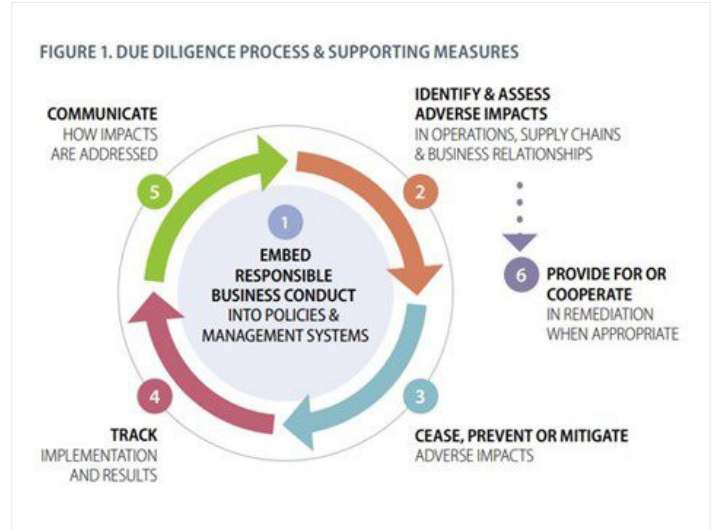 FIGURE 1. DUE DILIGENCE PROCESS & SUPPORTING MEASURES
1
EMBED
RESPONSIBLE
BUSINESS CONDUCT
INTO POLICIES &
MANAGEMENT SYSTEMS
2
IDENTIFY & ASSESS
ADVERSE IMPACTS
IN OPERATIONS, SUPPLY CHAINS
& BUSINESS RELATIONSHIPS
3
CEASE, PREVENT OR MITIGATE
ADVERSE IMPACTS
4
TRACK
IMPLEMENTATION
AND RESULTS
5
COMMUNICATE
HOW IMPACTS
ARE ADDRESSED
6
PROVIDE FOR OR
COOPERATE
IN REMEDIATION
WHEN APPROPRIATE